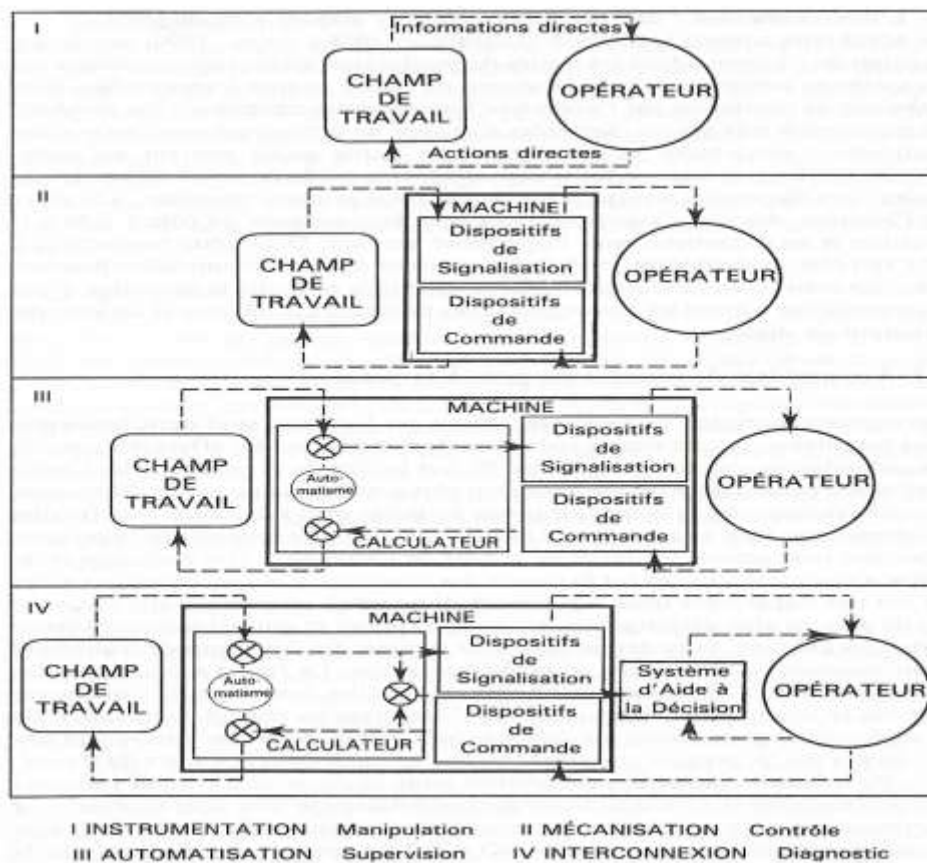 I
Informations directes
CHAMP
DE
TRAVAIL
OPÉRATEUR
Actions directes
II
MACHINE
CHAMP
DE
TRAVAIL
Dispositifs
de
Signalisation
Dispositifs
de
Commande
OPÉRATEUR
III
MACHINE
CHAMP
DE
TRAVAIL
Auto-
matisme
CALCULATEUR
Dispositifs
de
Signalisation
Dispositifs
de
Commande
OPÉRATEUR
IV
MACHINE
CHAMP
DE
TRAVAIL
Auto-
matisme
CALCULATEUR
Dispositifs
de
Signalisation
Dispositifs
de
Commande
Système
d'Aide à
la Décision
OPÉRATEUR
I INSTRUMENTATION Manipulation II MÉCANISATION Contrôle
III AUTOMATISATION Supervision IV INTERCONNEXION Diagnostic